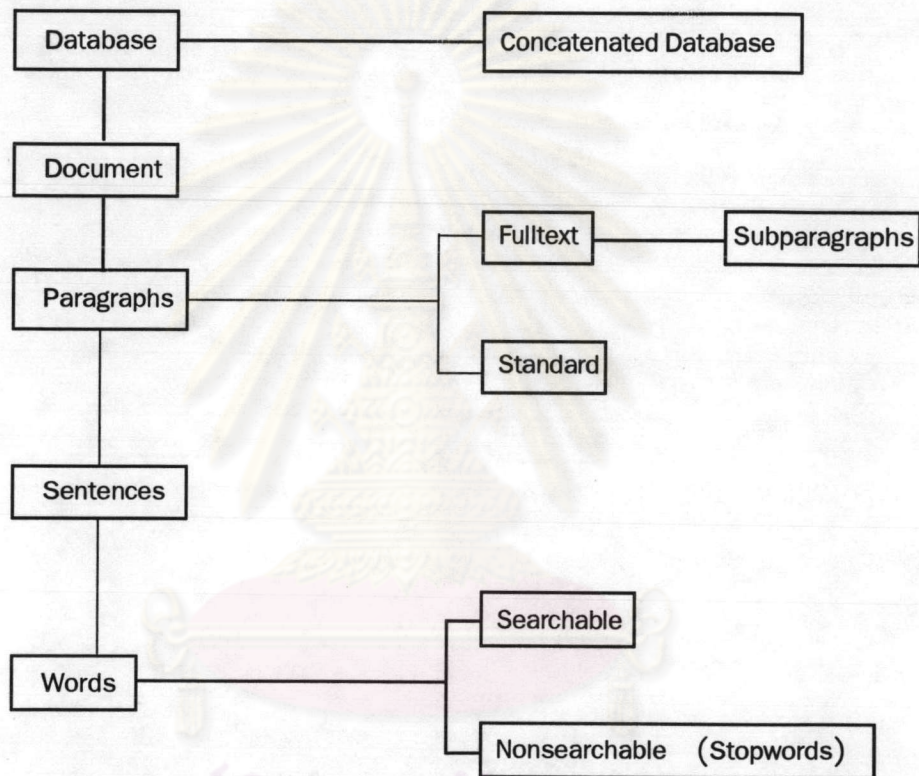 Database
Concatenated Database
Document
Fulltext
Subparagraphs
Paragraphs
Standard
Sentences
Searchable
Words
Nonsearchable (Stopwords)